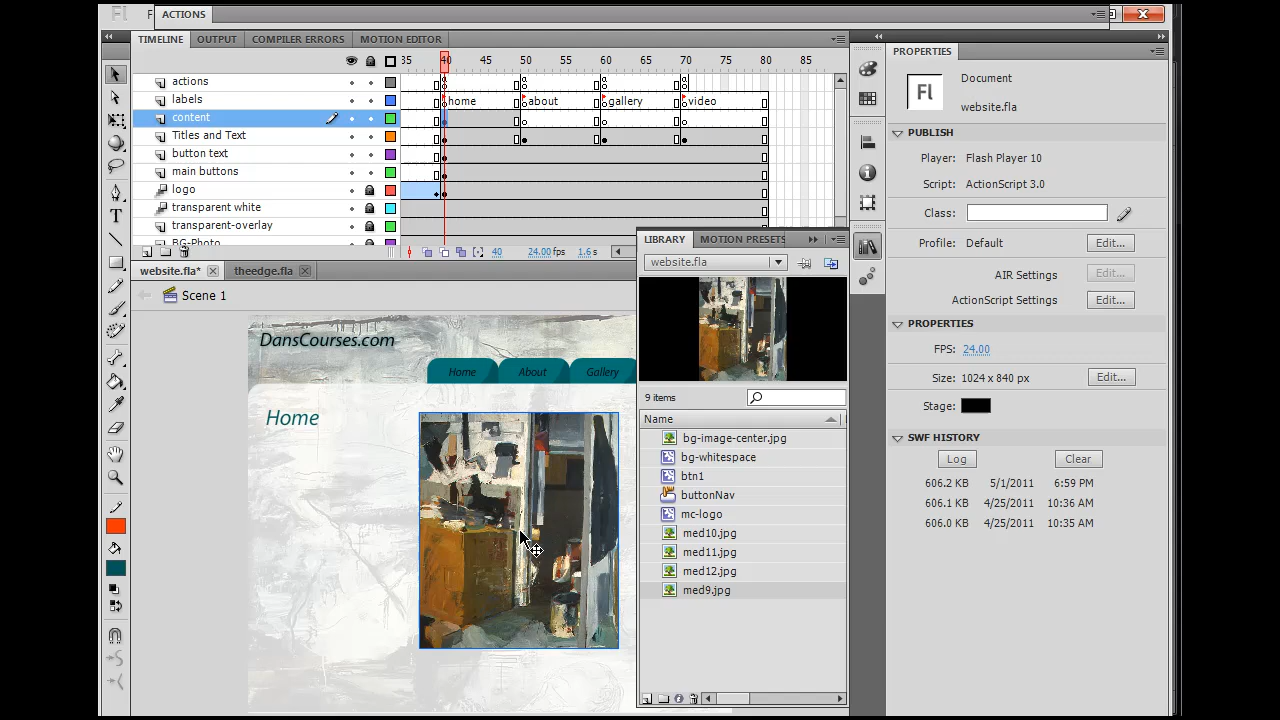 Fl F ACTIONS
TIMELINE OUTPUT COMPILER ERRORS MOTION EDITOR
35 40 45 50 55 60 65 70 75 80 85
actions
labels home about gallery video
content
Titles and Text
button text
main buttons
logo
transparent white
transparent-overlay
BG-Photo
40 24.00 fps 1.6 s
website.fla* theedge.fla
Scene 1
DansCourses.com
Home About Gallery
Home
LIBRARY MOTION PRESETS
website.fla
9 items
Name
bg-image-center.jpg
bg-whitespace
btn1
buttonNav
mc-logo
med10.jpg
med11.jpg
med12.jpg
med9.jpg
PROPERTIES
Fl Document
website.fla
PUBLISH
Player: Flash Player 10
Script: ActionScript 3.0
Class:
Profile: Default Edit...
AIR Settings Edit...
ActionScript Settings Edit...
PROPERTIES
FPS: 24.00
Size: 1024 x 840 px Edit...
Stage:
SWF HISTORY
Log Clear
606.2 KB 5/1/2011 6:59 PM
606.1 KB 4/25/2011 10:36 AM
606.0 KB 4/25/2011 10:35 AM